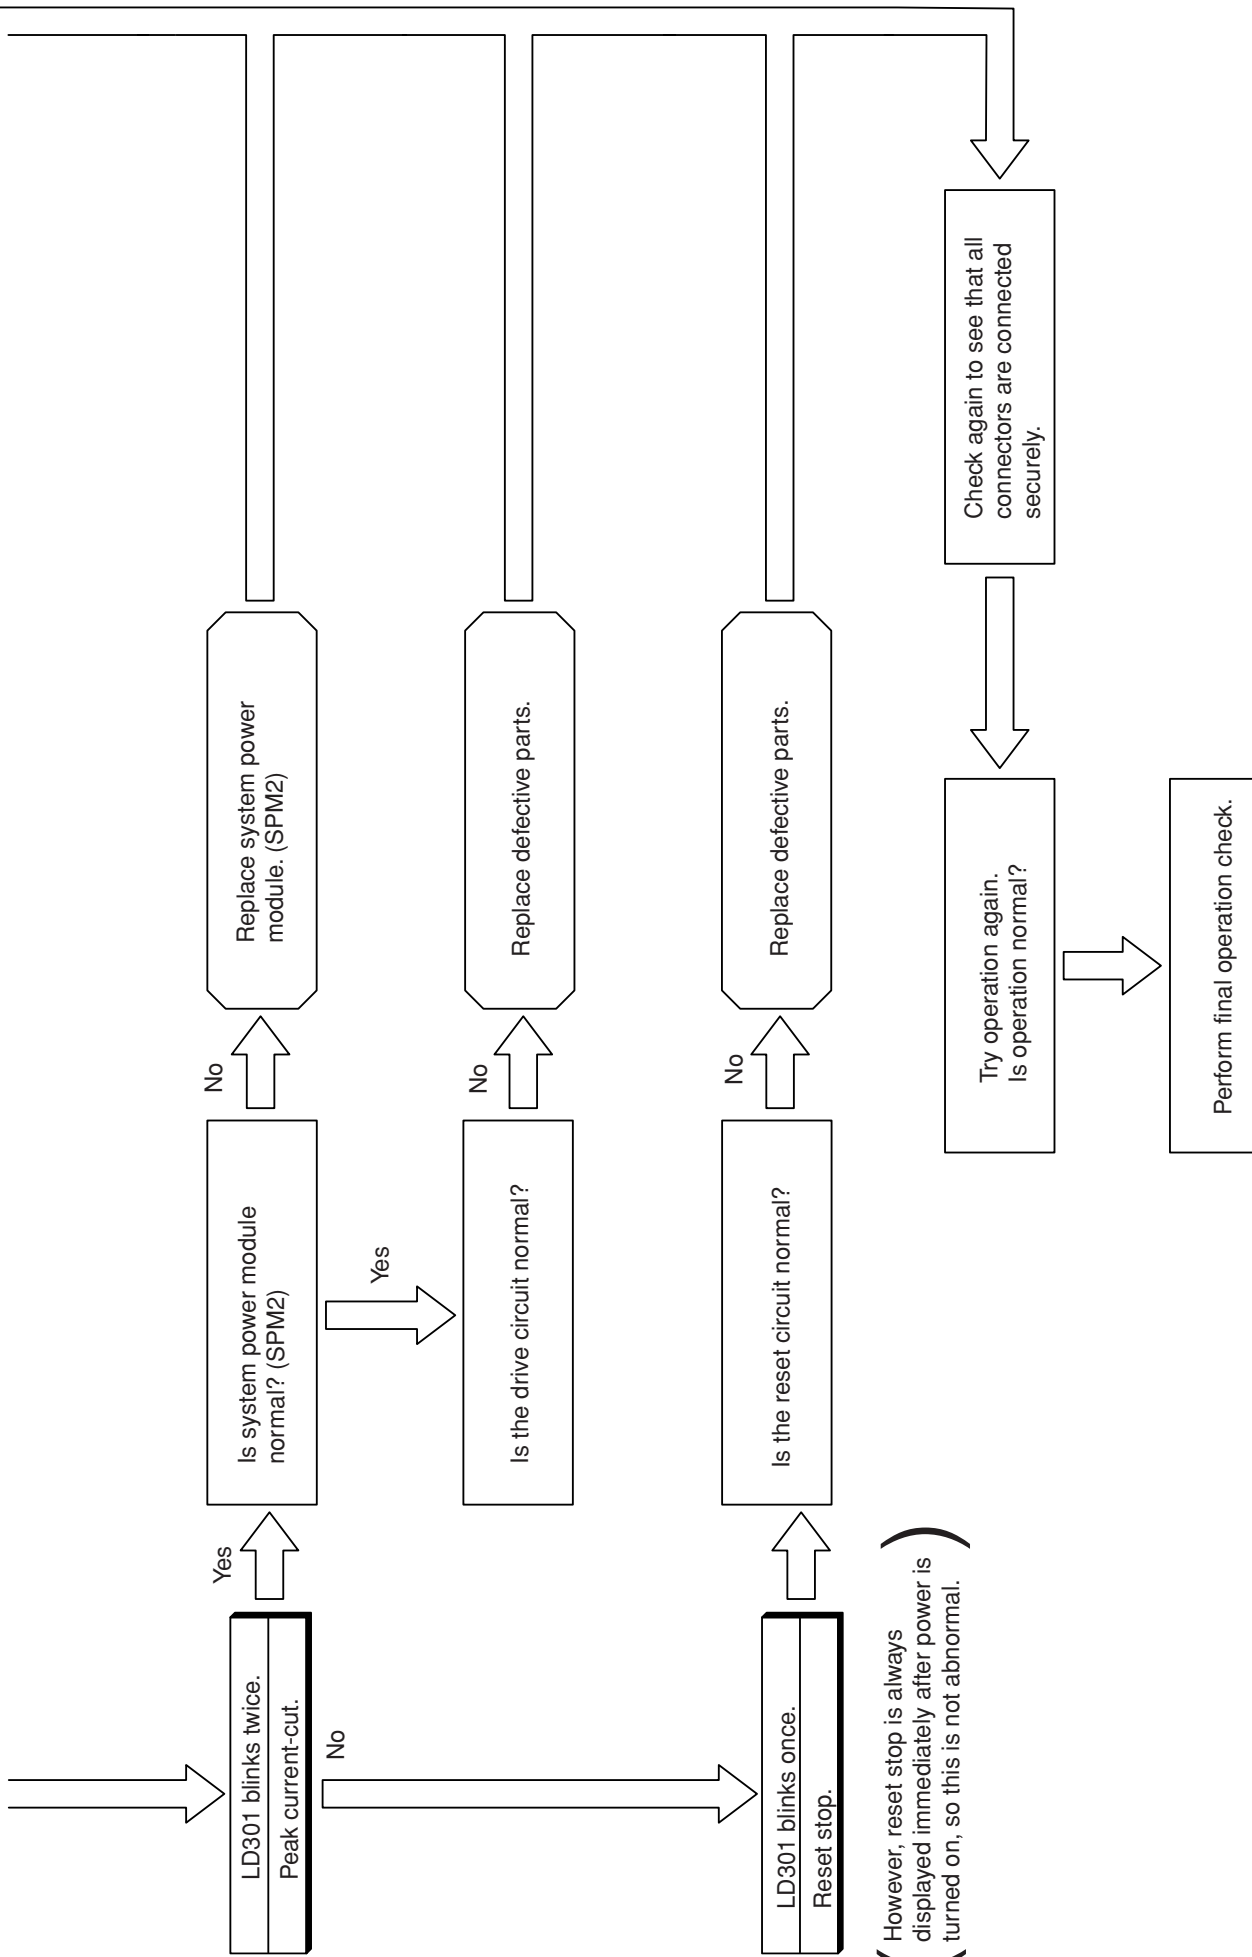 LD301 blinks twice.
Peak current-cut.
Yes
Is system power module
normal? (SPM2)
No
Replace system power
module. (SPM2)
Yes
Is the drive circuit normal?
No
Replace defective parts.
No
LD301 blinks once.
Reset stop.
Is the reset circuit normal?
No
Replace defective parts.
However, reset stop is always
displayed immediately after power is
turned on, so this is not abnormal.
Check again to see that all
connectors are connected
securely.
Try operation again.
Is operation normal?
Perform final operation check.